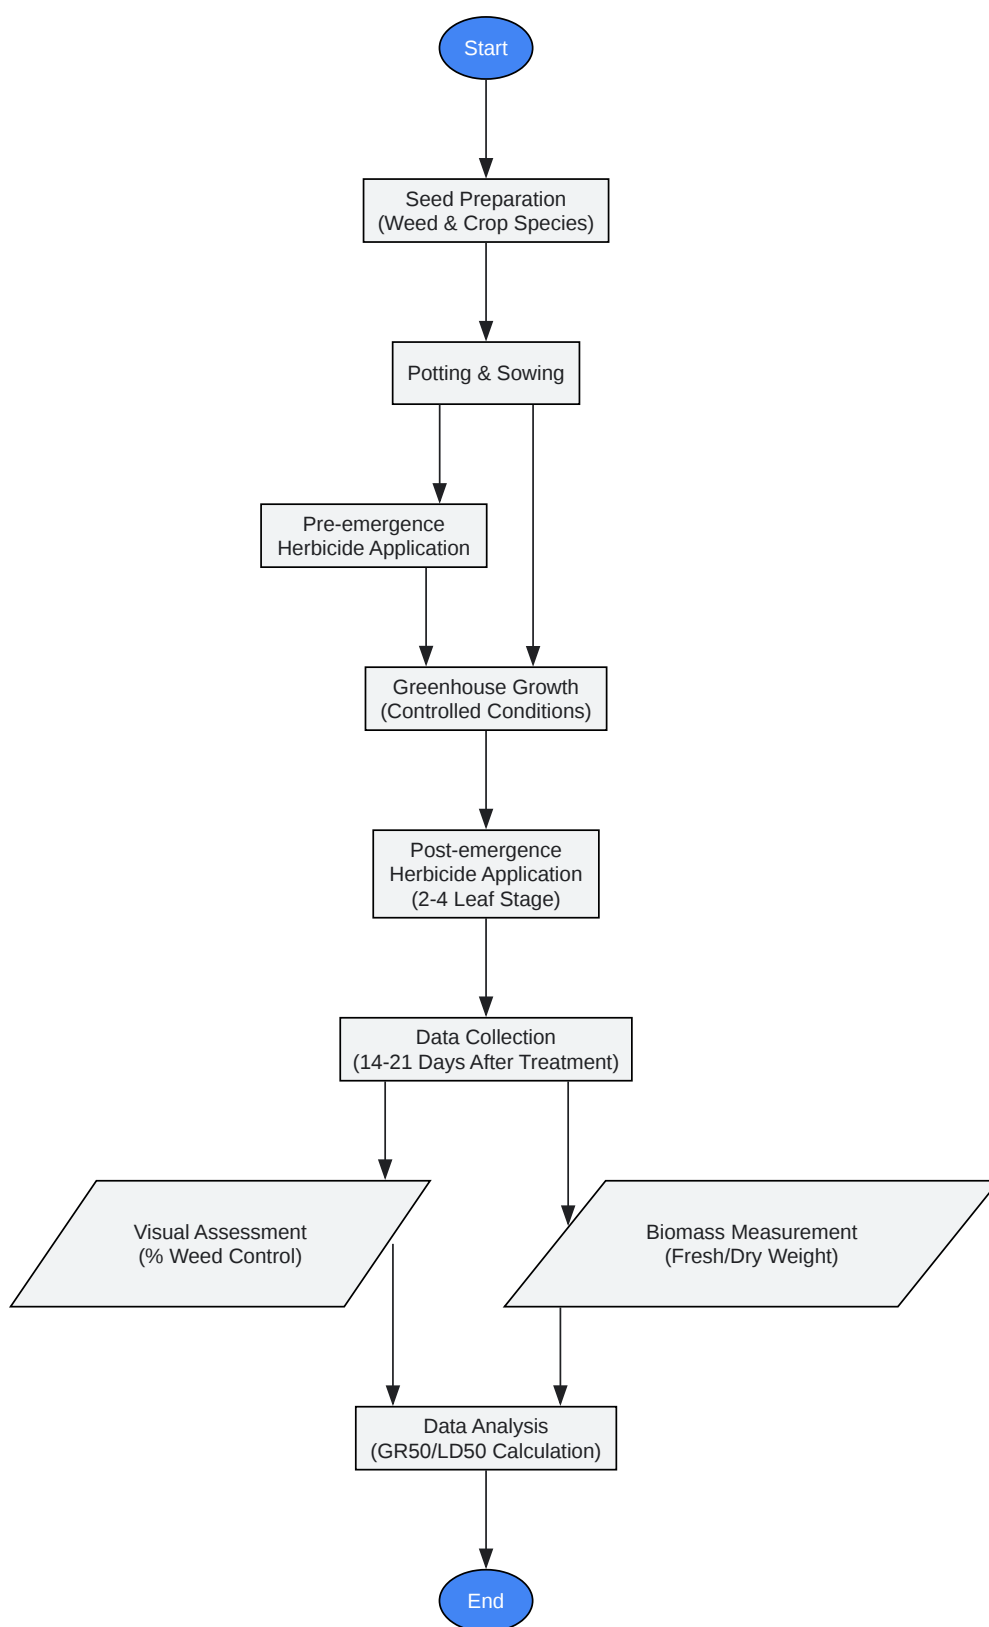 Start
Seed Preparation
(Weed & Crop Species)
Potting & Sowing
Pre-emergence
Herbicide Application
Greenhouse Growth
(Controlled Conditions)
Post-emergence
Herbicide Application
(2-4 Leaf Stage)
Data Collection
(14-21 Days After Treatment)
Visual Assessment
(% Weed Control)
Biomass Measurement
(Fresh/Dry Weight)
Data Analysis
(GR50/LD50 Calculation)
End